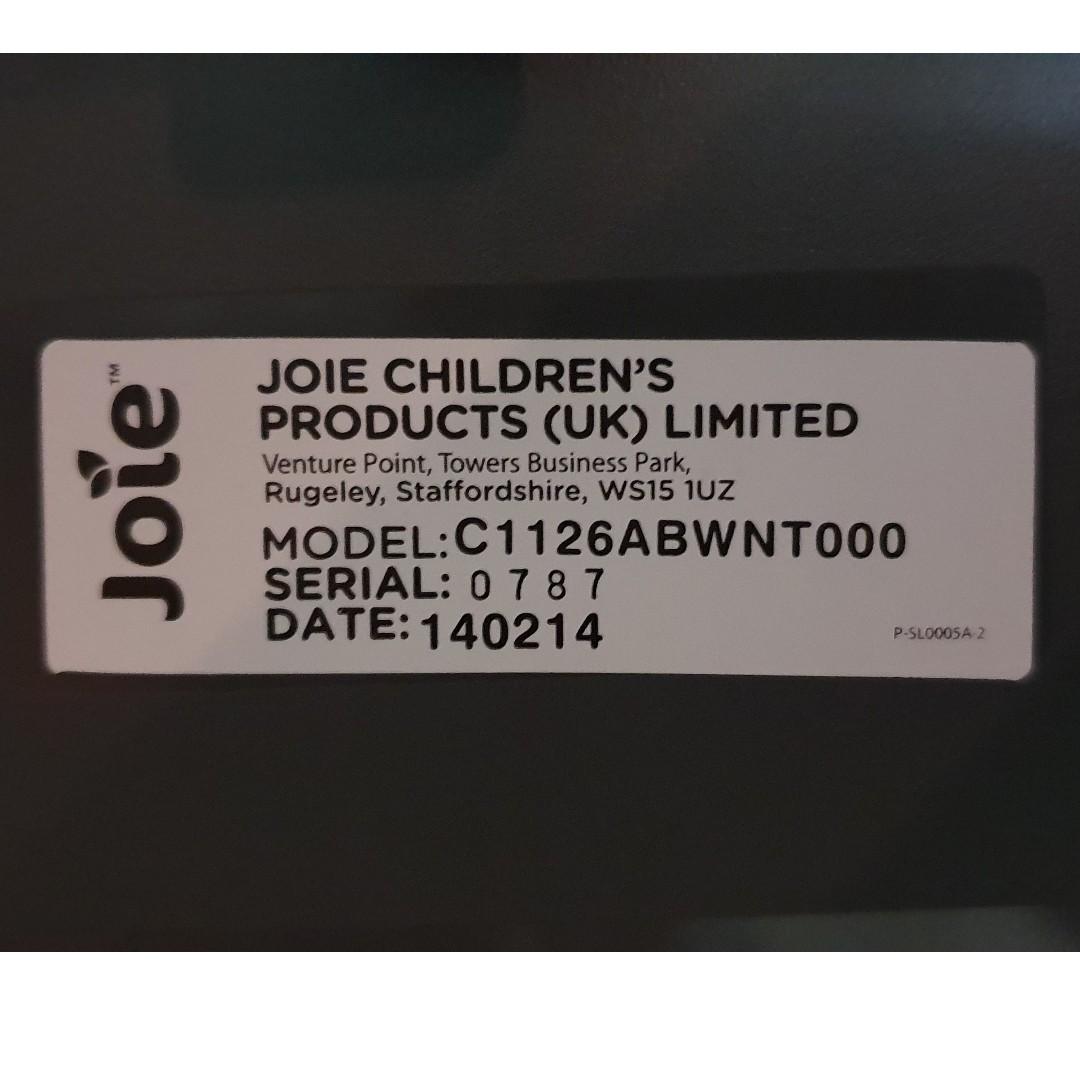 Joie™
JOIE CHILDREN'S
PRODUCTS (UK) LIMITED
Venture Point, Towers Business Park,
Rugeley, Staffordshire, WS15 1UZ
MODEL:C1126ABWNT000
SERIAL: 0787
DATE: 140214
P-SL0005A-2